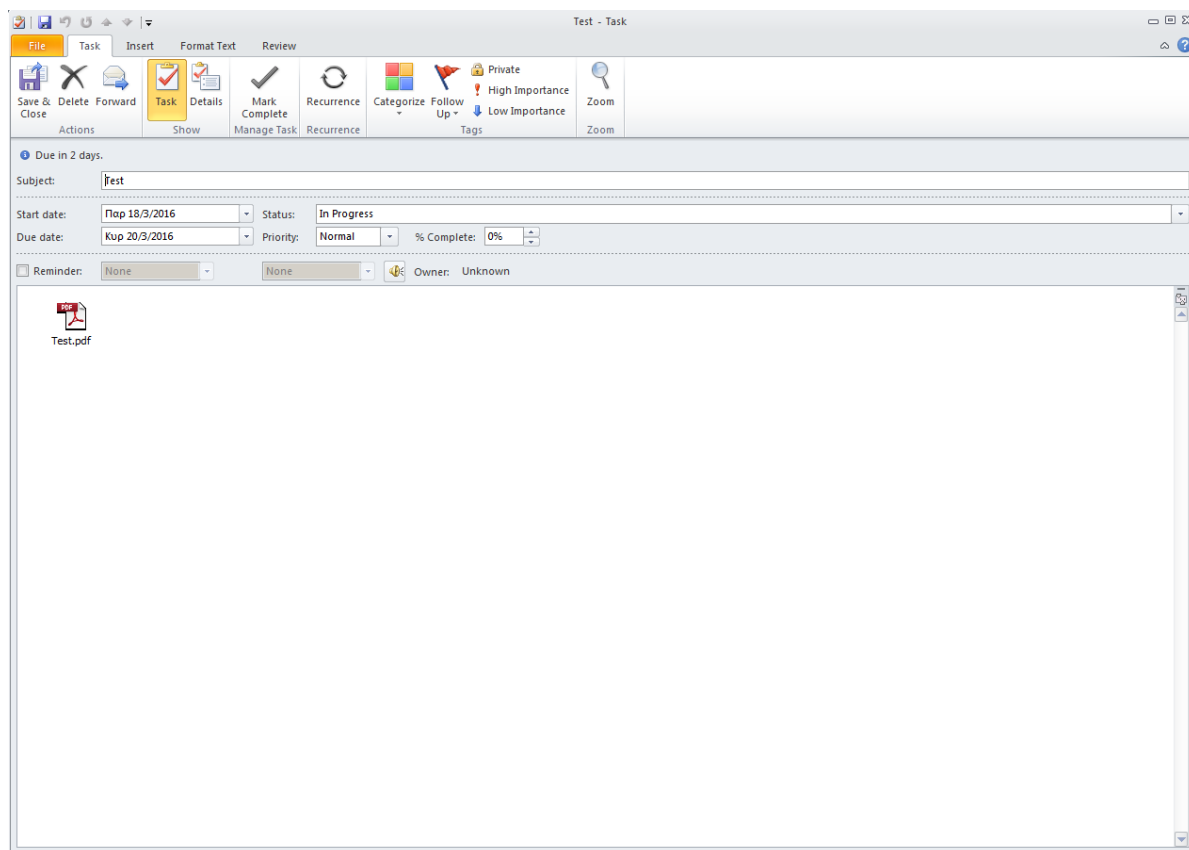 Test - Task
File Task Insert Format Text Review
Save & Close Delete Forward Task Details Mark Complete Recurrence Categorize Follow Up Private High Importance Low Importance Zoom
Actions Show Manage Task Recurrence Tags Zoom
Due in 2 days.
Subject: Test
Start date: Παρ 18/3/2016 Status: In Progress
Due date: Κυρ 20/3/2016 Priority: Normal % Complete: 0%
Reminder: None None Owner: Unknown
PDF
Test.pdf